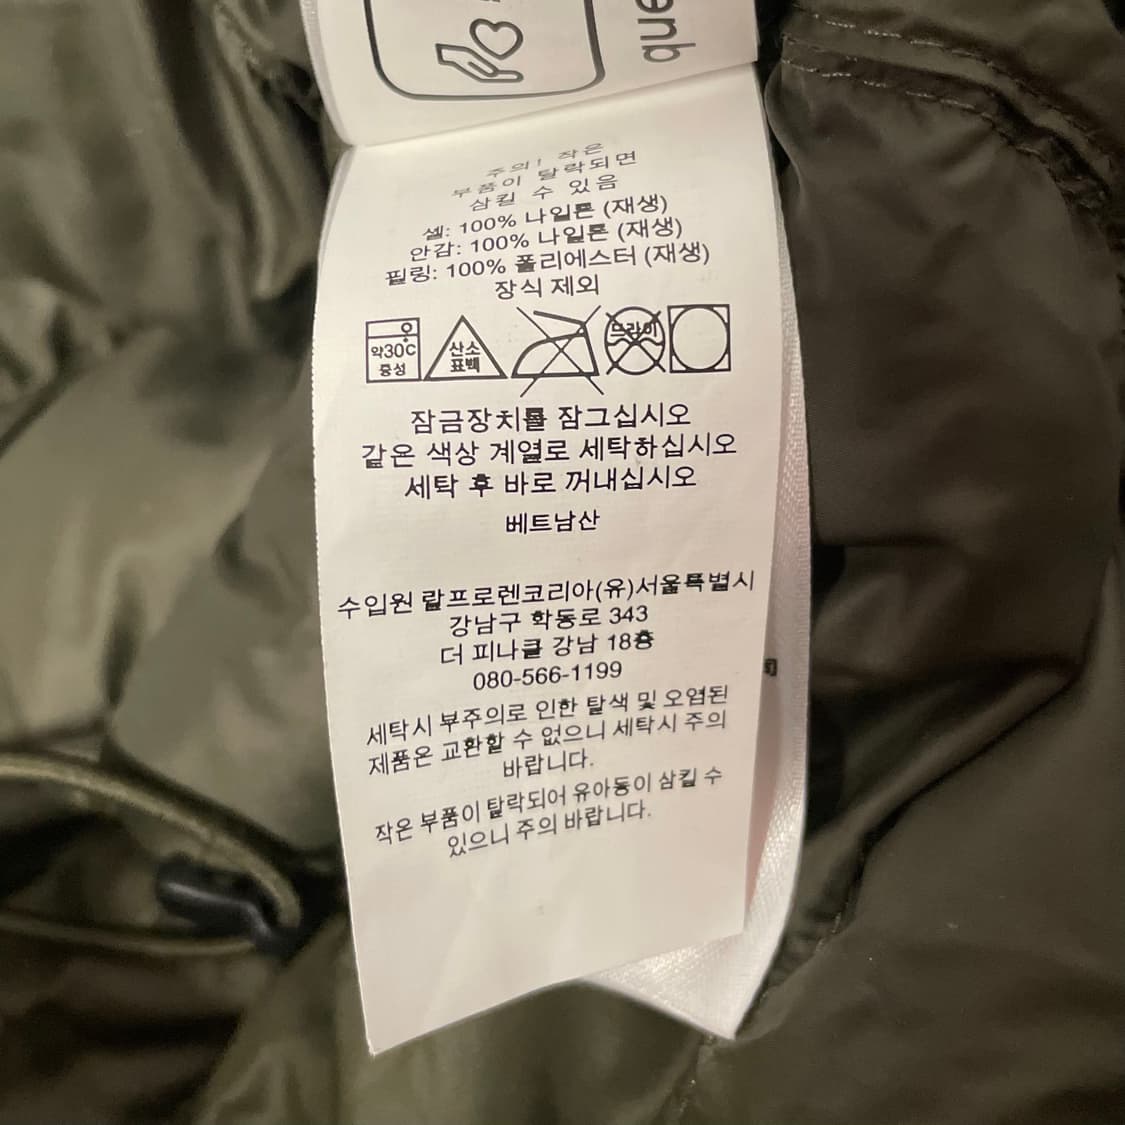 enb
주의! 작은
부품이 탈락되면
삼킬 수 있음
셸: 100% 나일론 (재생)
안감: 100% 나일론 (재생)
필링: 100% 폴리에스터 (재생)
장식 제외
약30℃
중성
산소
표백
드라이
잠금장치를 잠그십시오
같은 색상 계열로 세탁하십시오
세탁 후 바로 꺼내십시오
베트남산
수입원 랄프로렌코리아(유)서울특별시
강남구 학동로 343
더 피나클 강남 18층
080-566-1199
세탁시 부주의로 인한 탈색 및 오염된
제품은 교환할 수 없으니 세탁시 주의
바랍니다.
작은 부품이 탈락되어 유아동이 삼킬 수
있으니 주의 바랍니다.